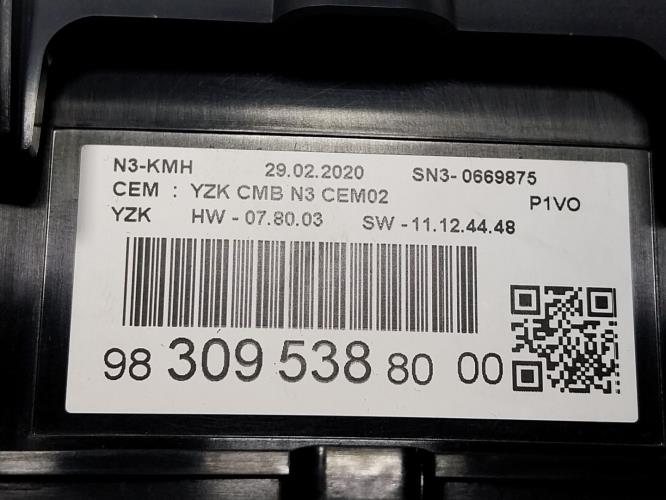 N3-KMH 29.02.2020 SN3- 0669875
CEM : YZK CMB N3 CEM02 P1VO
YZK HW - 07.80.03 SW - 11.12.44.48
98 309 538 80 00